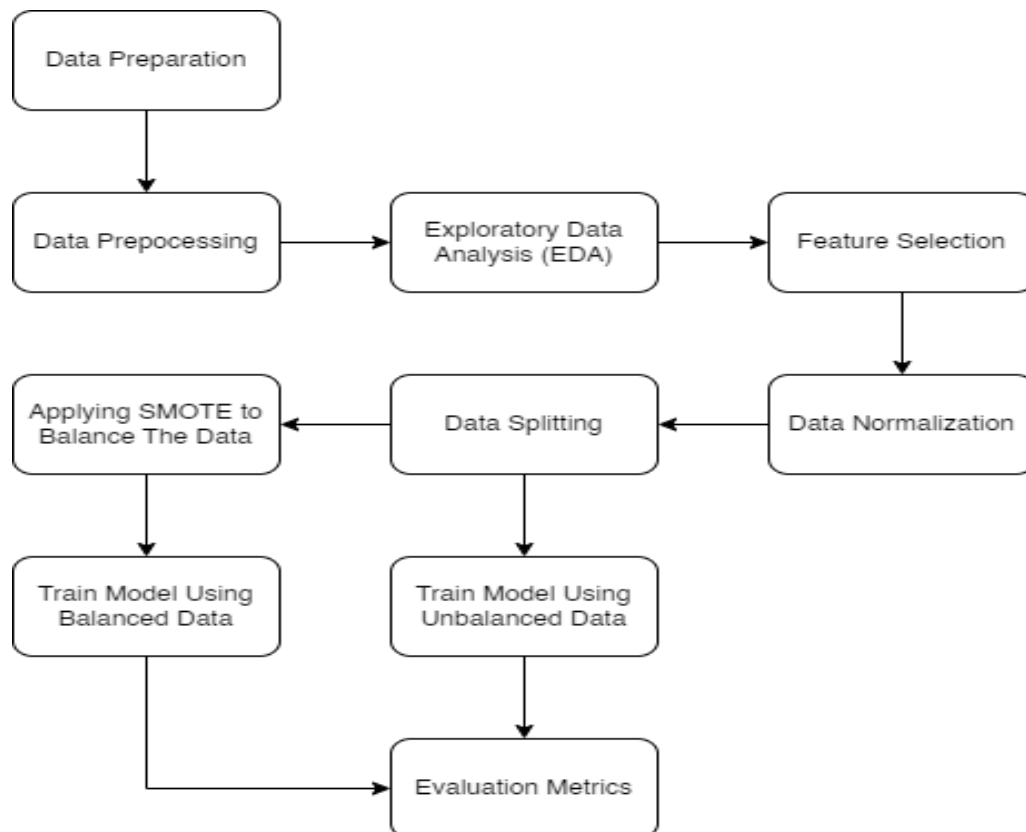 Data Preparation
Data Prepocessing
Exploratory Data
Analysis (EDA)
Feature Selection
Applying SMOTE to
Balance The Data
Data Splitting
Data Normalization
Train Model Using
Balanced Data
Train Model Using
Unbalanced Data
Evaluation Metrics